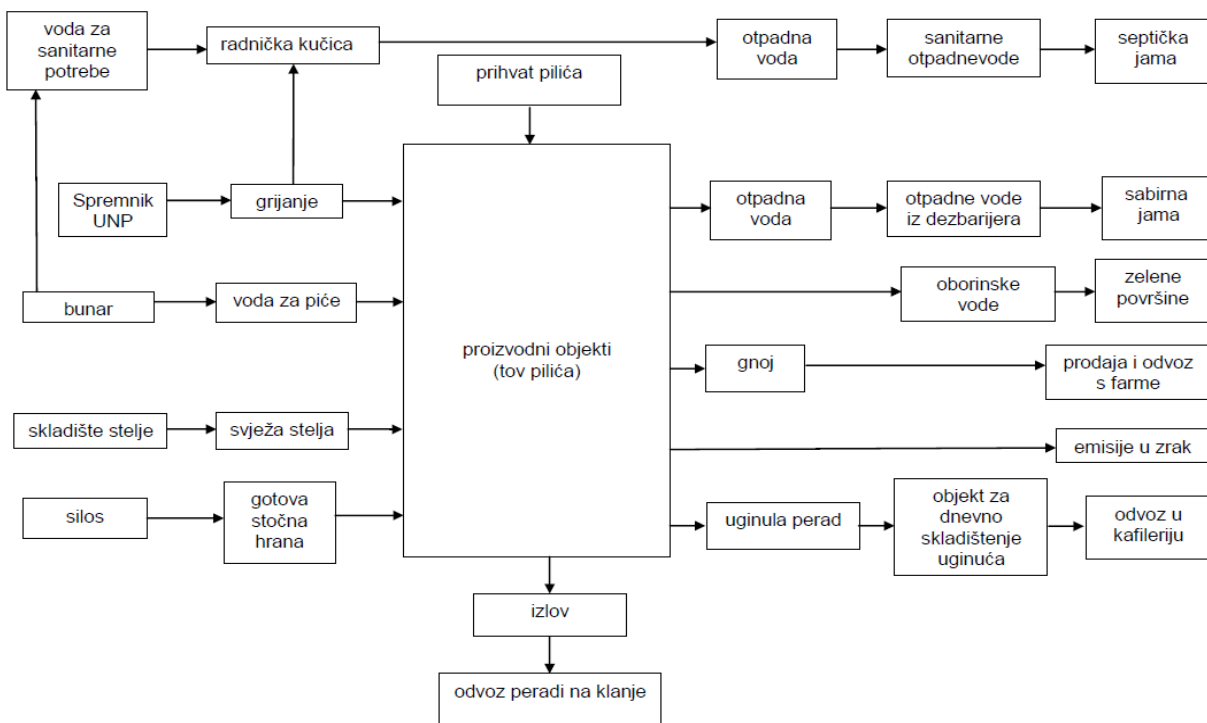 voda za
sanitarne
potrebe
radnička kučica
otpadna
voda
sanitarne
otpadnevode
septička
jama
prihvat pilića
Spremnik
UNP
grijanje
otpadna
voda
otpadne vode
iz dezbarijera
sabirna
jama
bunar
voda za piće
oborinske
vode
zelene
površine
proizvodni objekti
(tov pilića)
gnoj
prodaja i odvoz
s farme
skladište stelje
svježa stelja
emisije u zrak
silos
gotova
stočna
hrana
uginula perad
objekt za
dnevno
skladištenje
uginuća
odvoz u
kafileriju
izlov
odvoz peradi na klanje